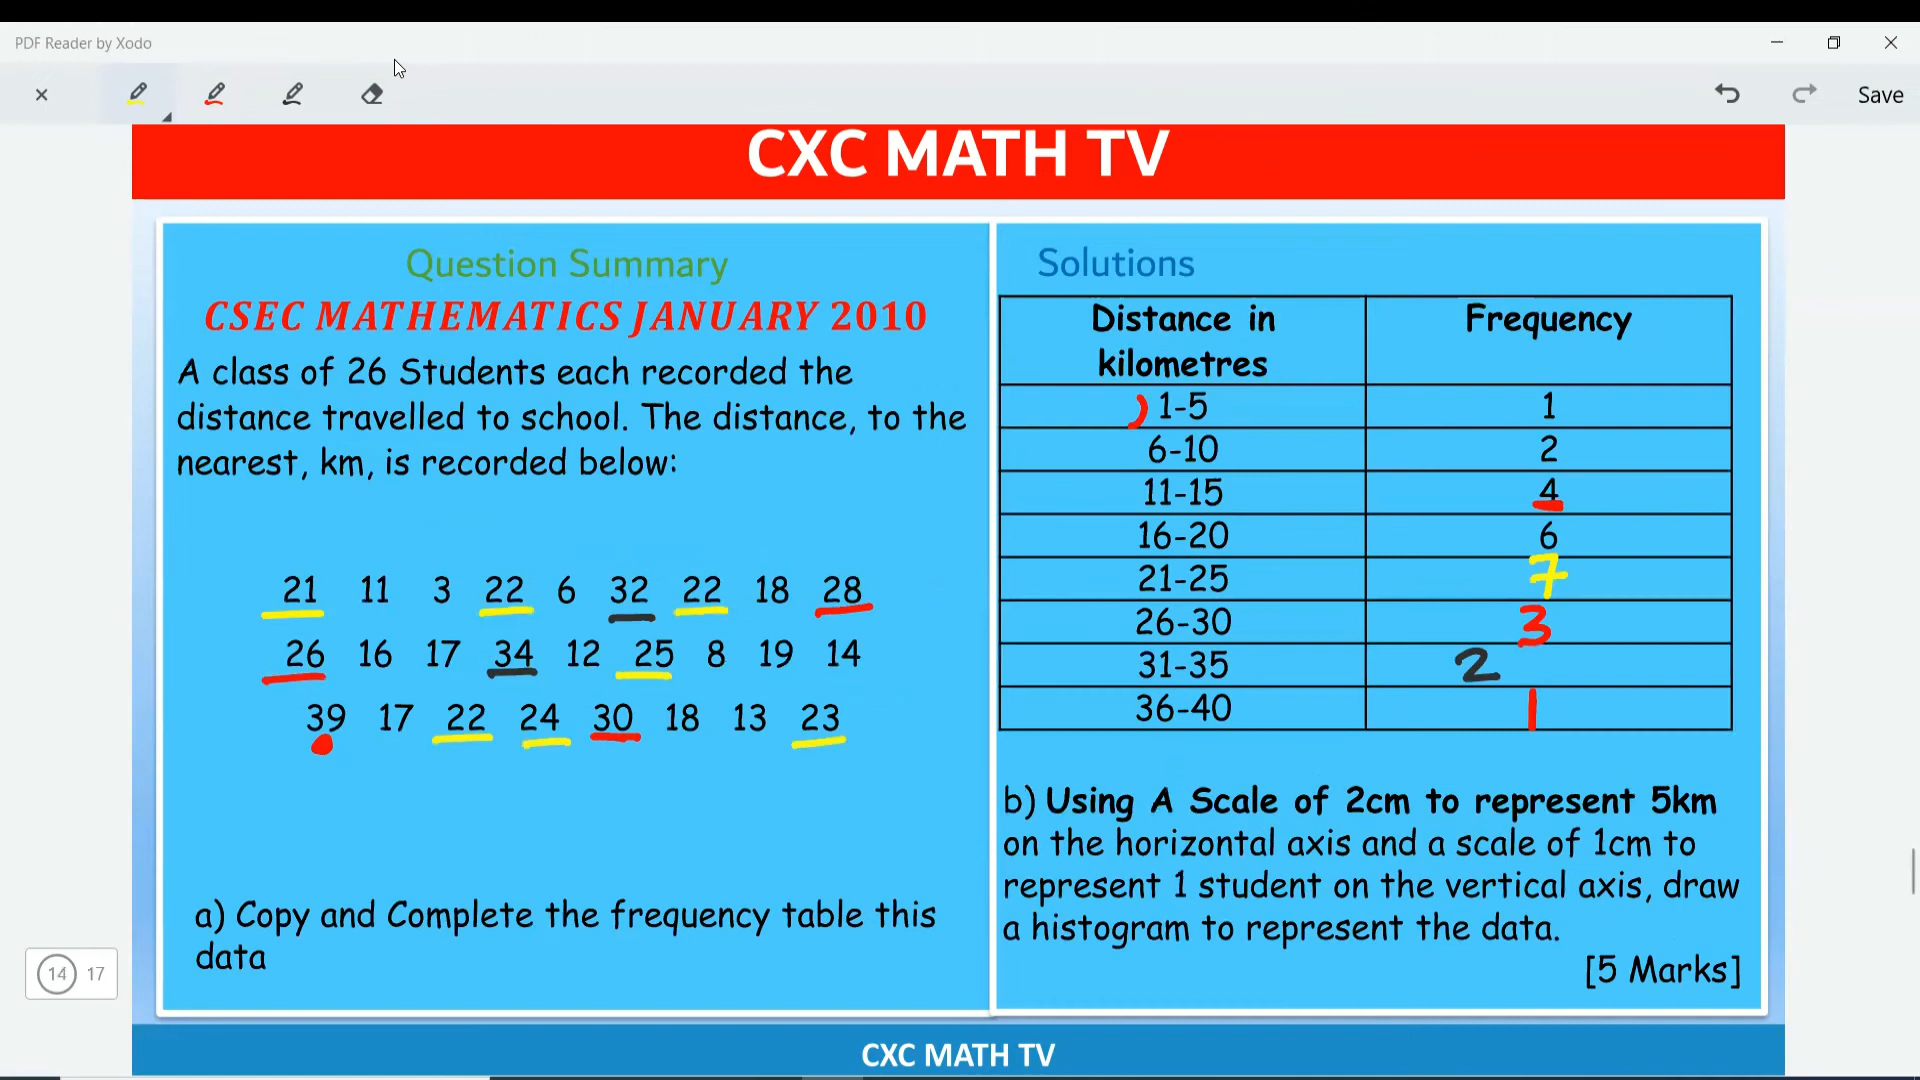 PDF Reader by Xodo
Save
CXC MATH TV
Question Summary
CSEC MATHEMATICS JANUARY 2010
A class of 26 Students each recorded the
distance travelled to school. The distance, to the
nearest, km, is recorded below:
21 11 3 22 6 32 22 18 28
26 16 17 34 12 25 8 19 14
39 17 22 24 30 18 13 23
a) Copy and Complete the frequency table this
data
Solutions
Distance in Frequency
kilometres
1-5 1
6-10 2
11-15 4
16-20 6
21-25 7
26-30 3
31-35 2
36-40 1
b) Using A Scale of 2cm to represent 5km
on the horizontal axis and a scale of 1cm to
represent 1 student on the vertical axis, draw
a histogram to represent the data.
[5 Marks]
14 17
CXC MATH TV